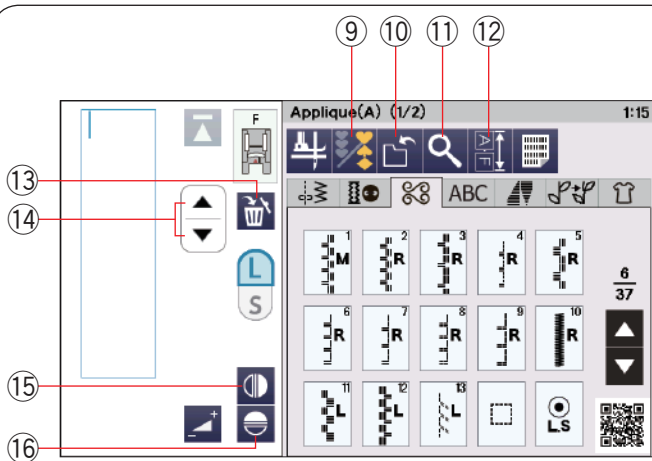 ⑨ ⑩ ⑪ ⑫
Applique(A) (1/2) 1:15
F
A F
⑬
⑭
ABC
1 M 2 R 3 R 4 R 5 R
6
37
L
S
6 R 7 R 8 R 9 R 10 R
11 L 12 L 13 L L.S
⑮
⑯